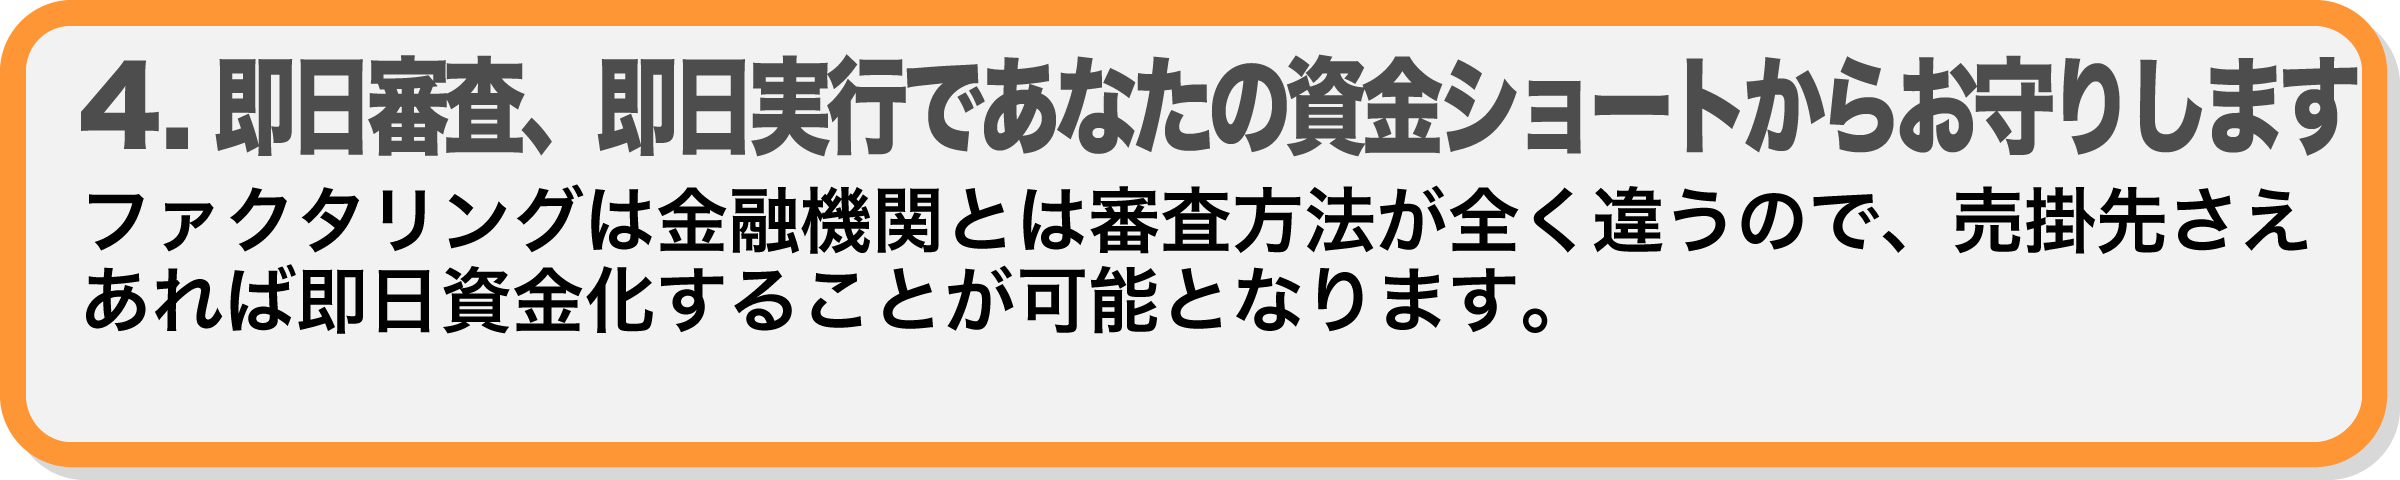 4. 即日審査、即日実行であなたの資金ショートからお守りします
ファクタリングは金融機関とは審査方法が全く違うので、売掛先さえ
あれば即日資金化することが可能となります。